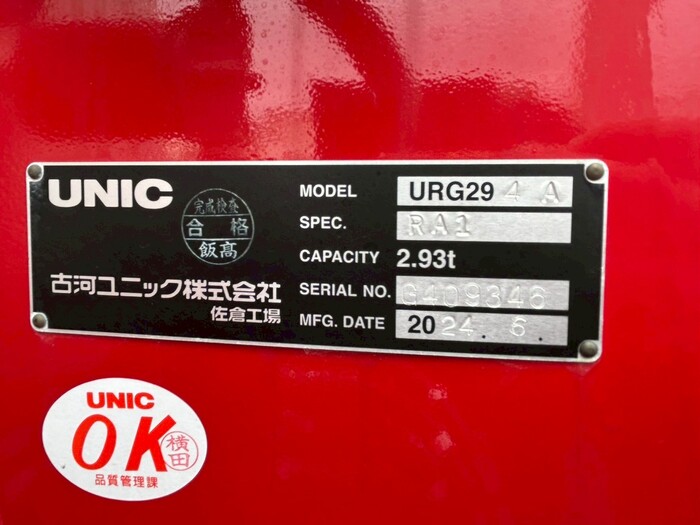 UNIC
完成検査
合格
飯高
古河ユニック株式会社
佐倉工場
MODEL URG294A
SPEC. RA1
CAPACITY 2.93t
SERIAL NO. G409346
MFG. DATE 2024.6
UNIC
OK
横田
品質管理課